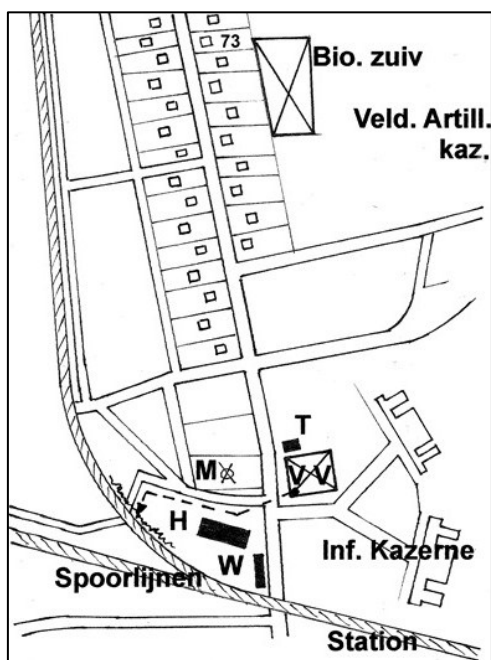 73
Bio. zuiv
Veld. Artill.
kaz.
T
M
V V
H
Inf. Kazerne
W
Spoorlijnen
Station